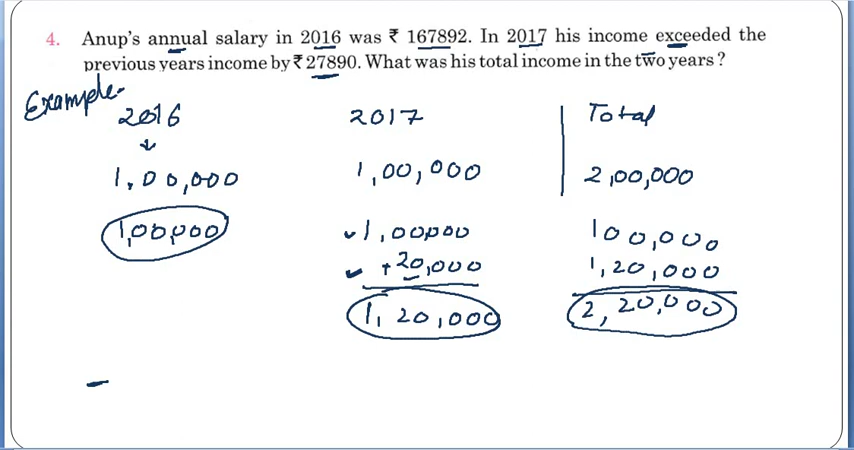 4. Anup's annual salary in 2016 was ₹ 167892. In 2017 his income exceeded the
previous years income by ₹ 27890. What was his total income in the two years ?
Example-
2016 2017 Total
1,00,000 1,00,000 2,00,000
1,00,000 1,00,000 100,000
+20,000 1,20,000
1,20,000 2,20,000